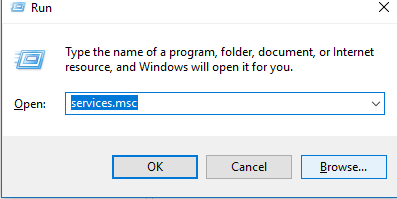 Run
Type the name of a program, folder, document, or Internet
resource, and Windows will open it for you.
Open: services.msc
OK Cancel Browse...